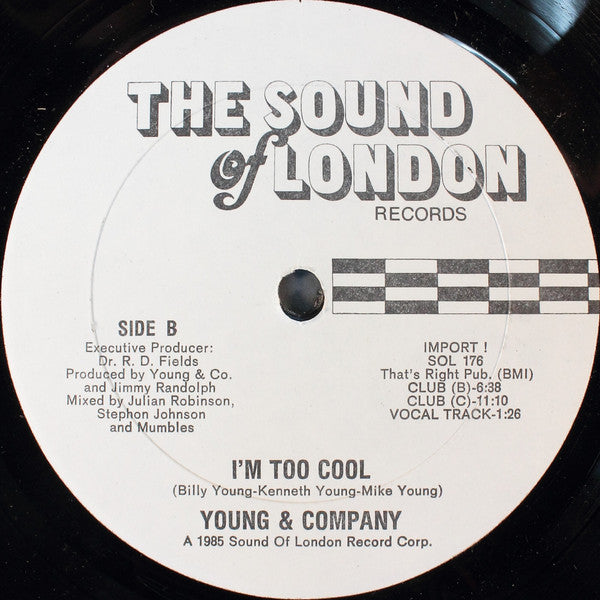 THE SOUND
of LONDON
RECORDS
SIDE B
Executive Producer:
Dr. R. D. Fields
Produced by Young & Co.
and Jimmy Randolph
Mixed by Julian Robinson,
Stephon Johnson
and Mumbles
IMPORT !
SOL 176
That's Right Pub. (BMI)
CLUB (B)-6:38
CLUB (C)-11:10
VOCAL TRACK-1:26
I'M TOO COOL
(Billy Young-Kenneth Young-Mike Young)
YOUNG & COMPANY
A 1985 Sound Of London Record Corp.